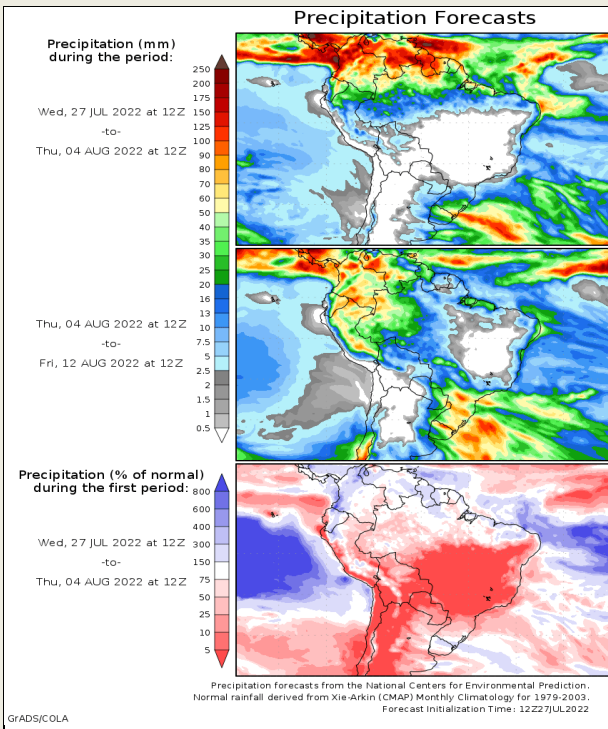 Precipitation Forecasts
Precipitation (mm)
during the period:
Wed, 27 JUL 2022 at 12Z
-to-
Thu, 04 AUG 2022 at 12Z
250
200
175
150
125
100
90
80
70
60
50
40
35
30
25
20
16
13
10
7.5
5
2.5
2
1.5
1
0.5
Thu, 04 AUG 2022 at 12Z
-to-
Fri, 12 AUG 2022 at 12Z
Precipitation (% of normal)
during the first period:
Wed, 27 JUL 2022 at 12Z
-to-
Thu, 04 AUG 2022 at 12Z
800
600
400
300
150
75
50
25
10
5
Precipitation forecasts from the National Centers for Environmental Prediction.
Normal rainfall derived from Xie-Arkin (CMAP) Monthly Climatology for 1979-2003.
Forecast Initialization Time: 12Z27JUL2022
GrADS/COLA